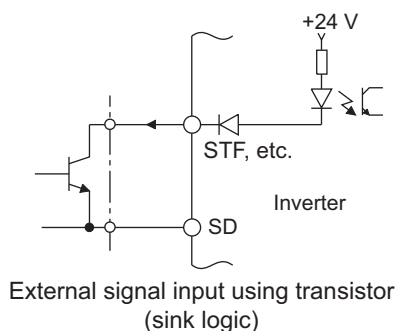 +24 V
STF, etc.
Inverter
SD
External signal input using transistor
(sink logic)